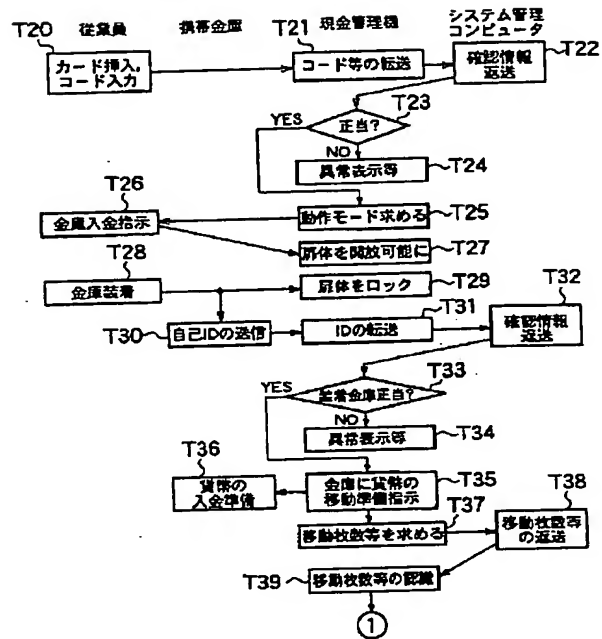 従業員
携帯金庫
現金管理機
システム管理
コンピュータ
T20
カード挿入,
コード入力
T21
コード等の転送
T22
確認情報
返送
T23
正当?
YES
NO
異常表示等
T24
T26
金庫入金指示
動作モード求める
T25
扉体を開放可能に
T27
T28
金庫装着
扉体をロック
T29
T30
自己IDの送信
T31
IDの転送
T32
確認情報
返送
T33
装着金庫正当?
YES
NO
異常表示等
T34
T36
貨幣の
入金準備
金庫に貨幣の
移動準備指示
T35
T37
移動枚数等を求める
T38
移動枚数等
の返送
T39
移動枚数等の認識
1